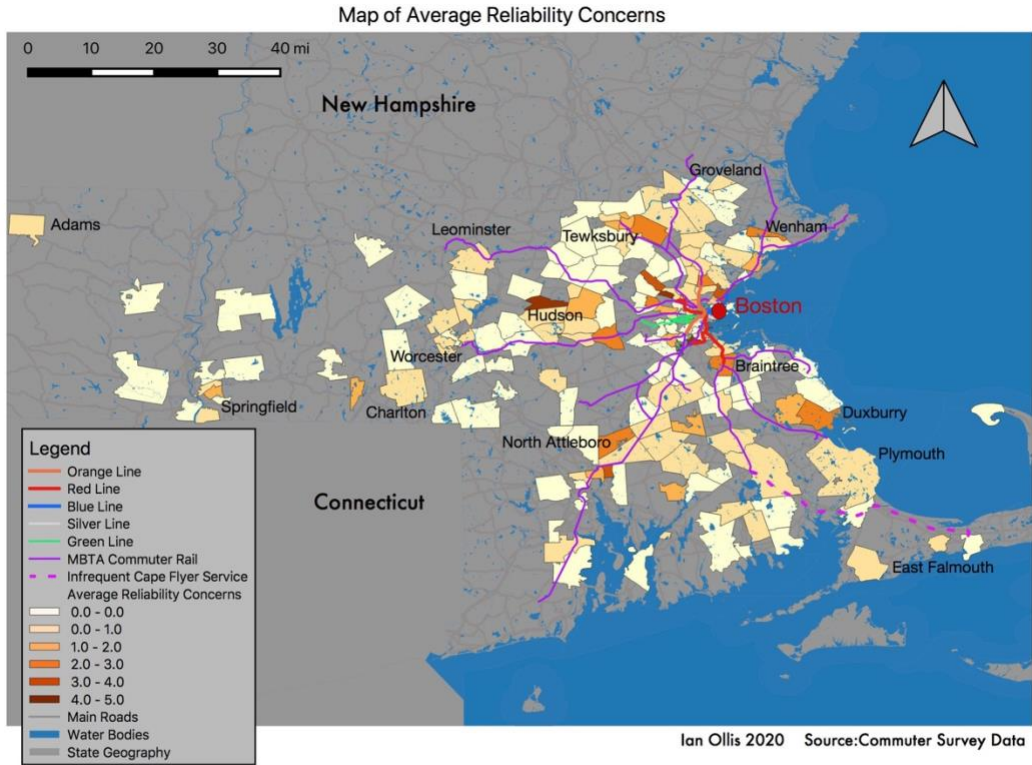 Map of Average Reliability Concerns
0 10 20 30 40 mi
New Hampshire
Groveland
Adams
Leominster
Tewksbury
Wenham
Hudson
Boston
Worcester
Braintree
Springfield
Charlton
Duxburry
North Attleboro
Plymouth
Connecticut
East Falmouth
Legend
Orange Line
Red Line
Blue Line
Silver Line
Green Line
MBTA Commuter Rail
Infrequent Cape Flyer Service
Average Reliability Concerns
0.0 - 0.0
0.0 - 1.0
1.0 - 2.0
2.0 - 3.0
3.0 - 4.0
4.0 - 5.0
Main Roads
Water Bodies
State Geography
Ian Ollis 2020 Source:Commuter Survey Data